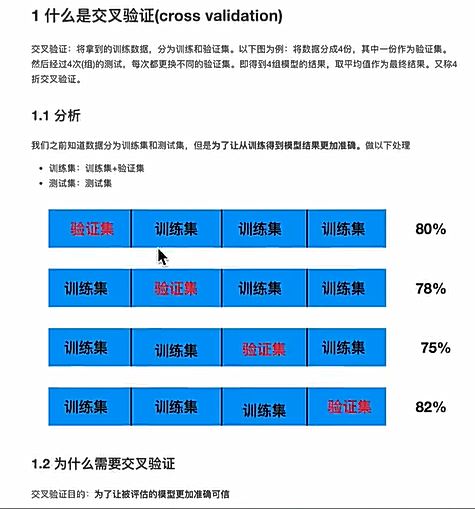 1 什么是交叉验证(cross validation)
交叉验证：将拿到的训练数据，分为训练和验证集。以下图为例：将数据分成4份，其中一份作为验证集。
然后经过4次(组)的测试，每次都更换不同的验证集。即得到4组模型的结果，取平均值作为最终结果。又称4
折交叉验证。
1.1 分析
我们之前知道数据分为训练集和测试集，但是为了让从训练得到模型结果更加准确。做以下处理
• 训练集：训练集+验证集
• 测试集：测试集
验证集 训练集 训练集 训练集 80%
训练集 验证集 训练集 训练集 78%
训练集 训练集 验证集 训练集 75%
训练集 训练集 训练集 验证集 82%
1.2 为什么需要交叉验证
交叉验证目的：为了让被评估的模型更加准确可信